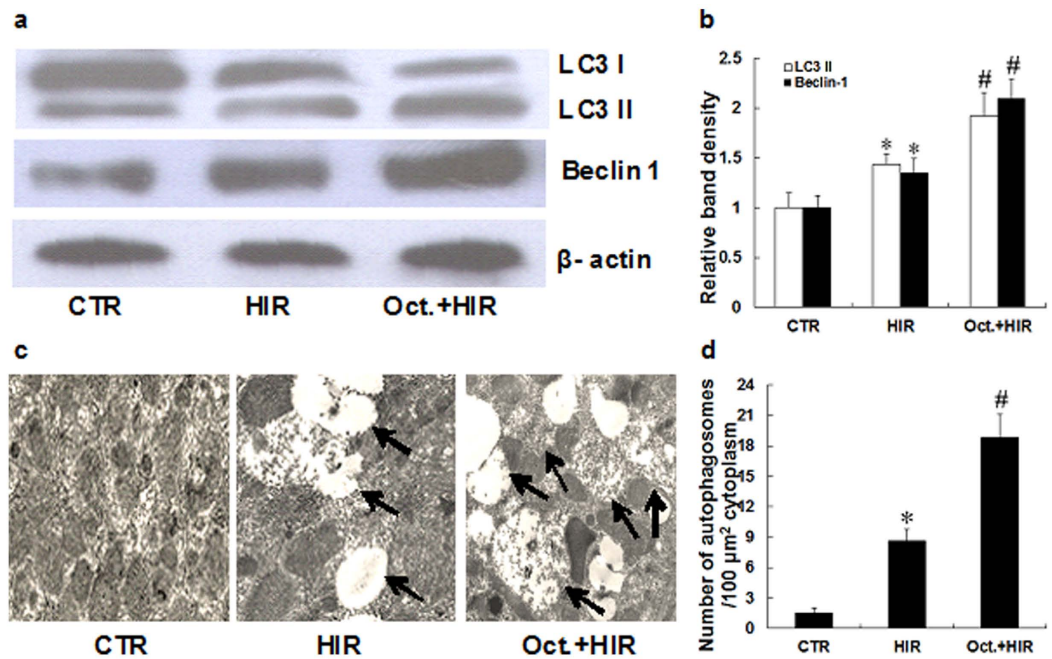 a
LC3 I
LC3 II
Beclin 1
β- actin
CTR HIR Oct.+HIR
b
Relative band density
2.5
2
1.5
1
0.5
0
LC3 II
Beclin-1
* * # #
CTR HIR Oct.+HIR
c
CTR HIR Oct.+HIR
d
Number of autophagosomes
/100 µm² cytoplasm
24
21
18
15
12
9
6
3
0
* #
CTR HIR Oct.+HIR